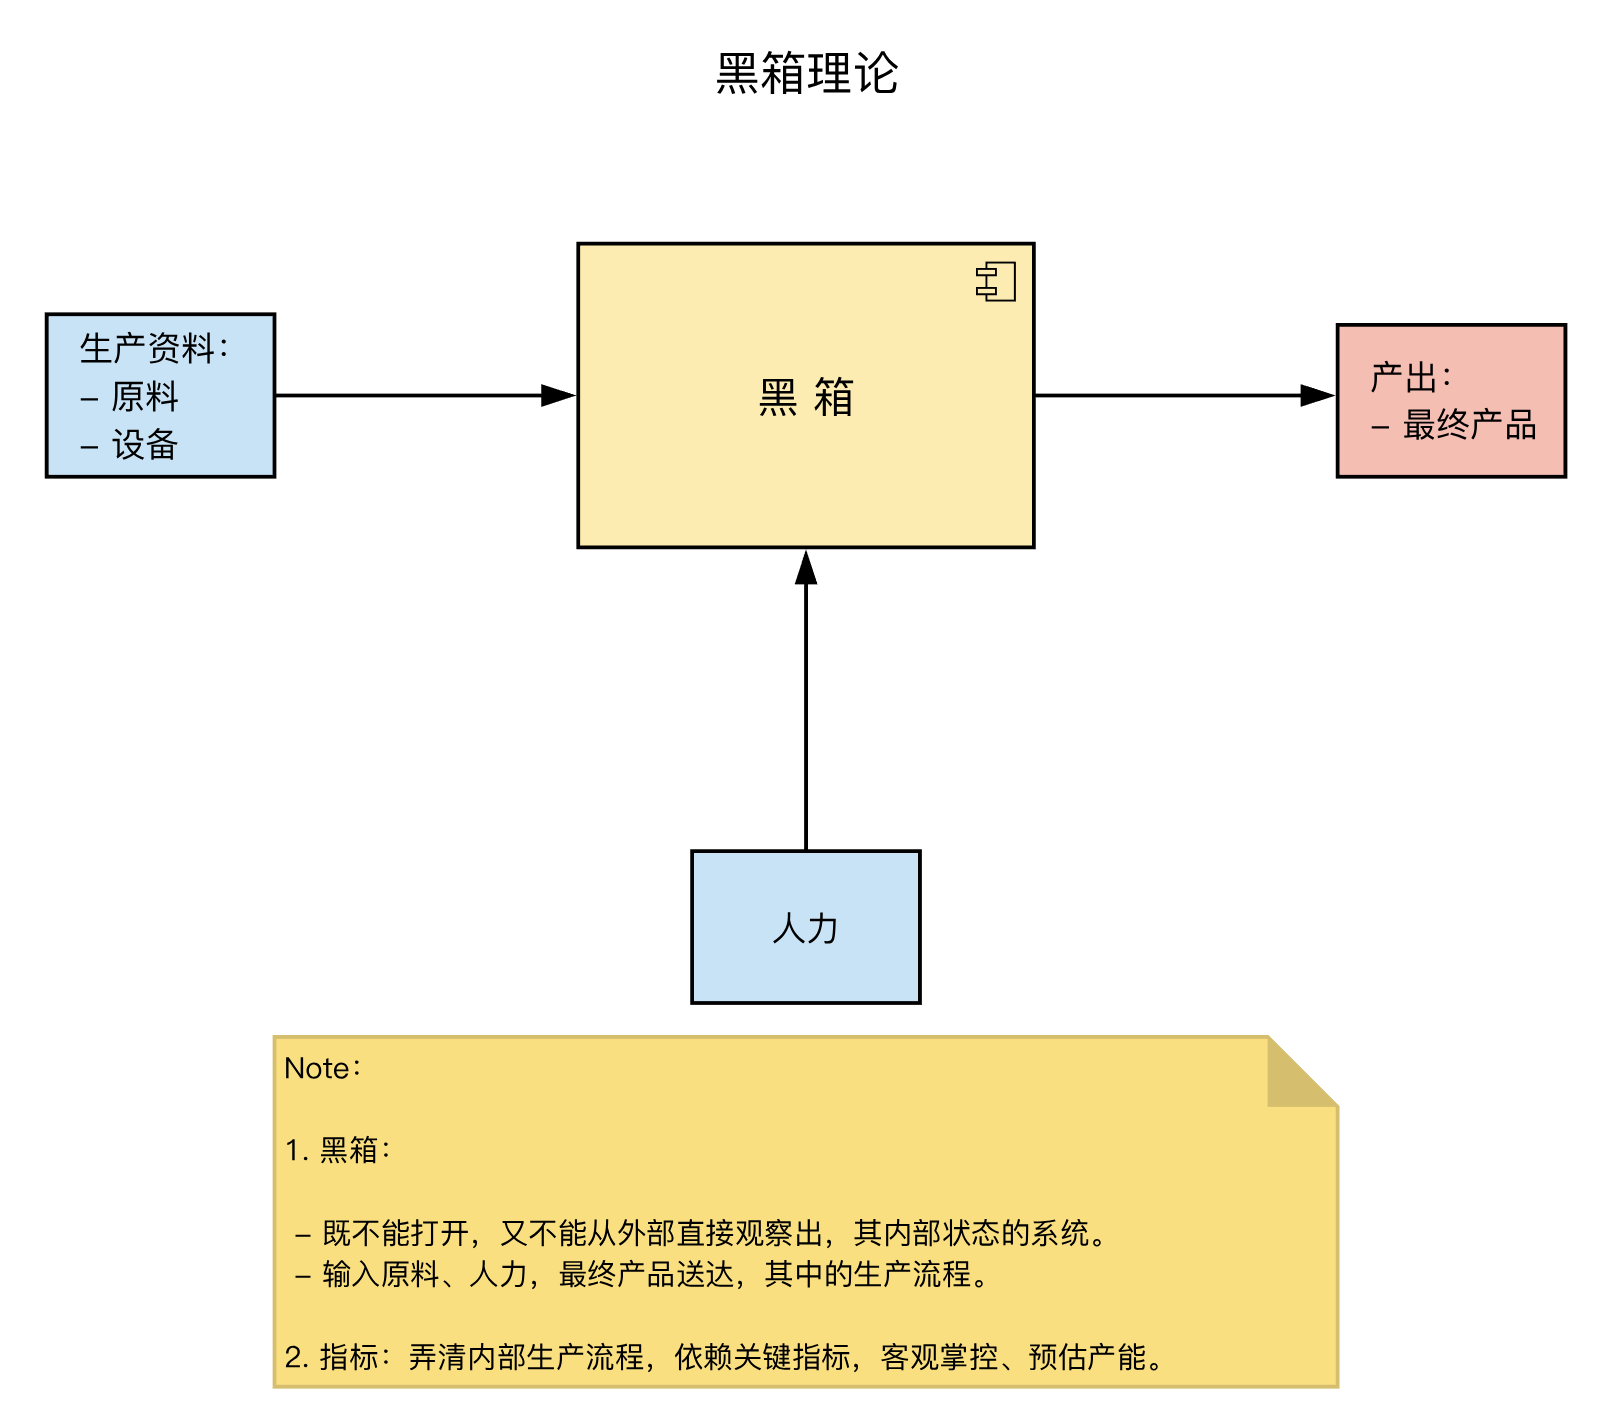 黑箱理论
生产资料：
- 原料
- 设备
黑 箱
产出：
- 最终产品
人力
Note：
1. 黑箱：
- 既不能打开，又不能从外部直接观察出，其内部状态的系统。
- 输入原料、人力，最终产品送达，其中的生产流程。
2. 指标：弄清内部生产流程，依赖关键指标，客观掌控、预估产能。